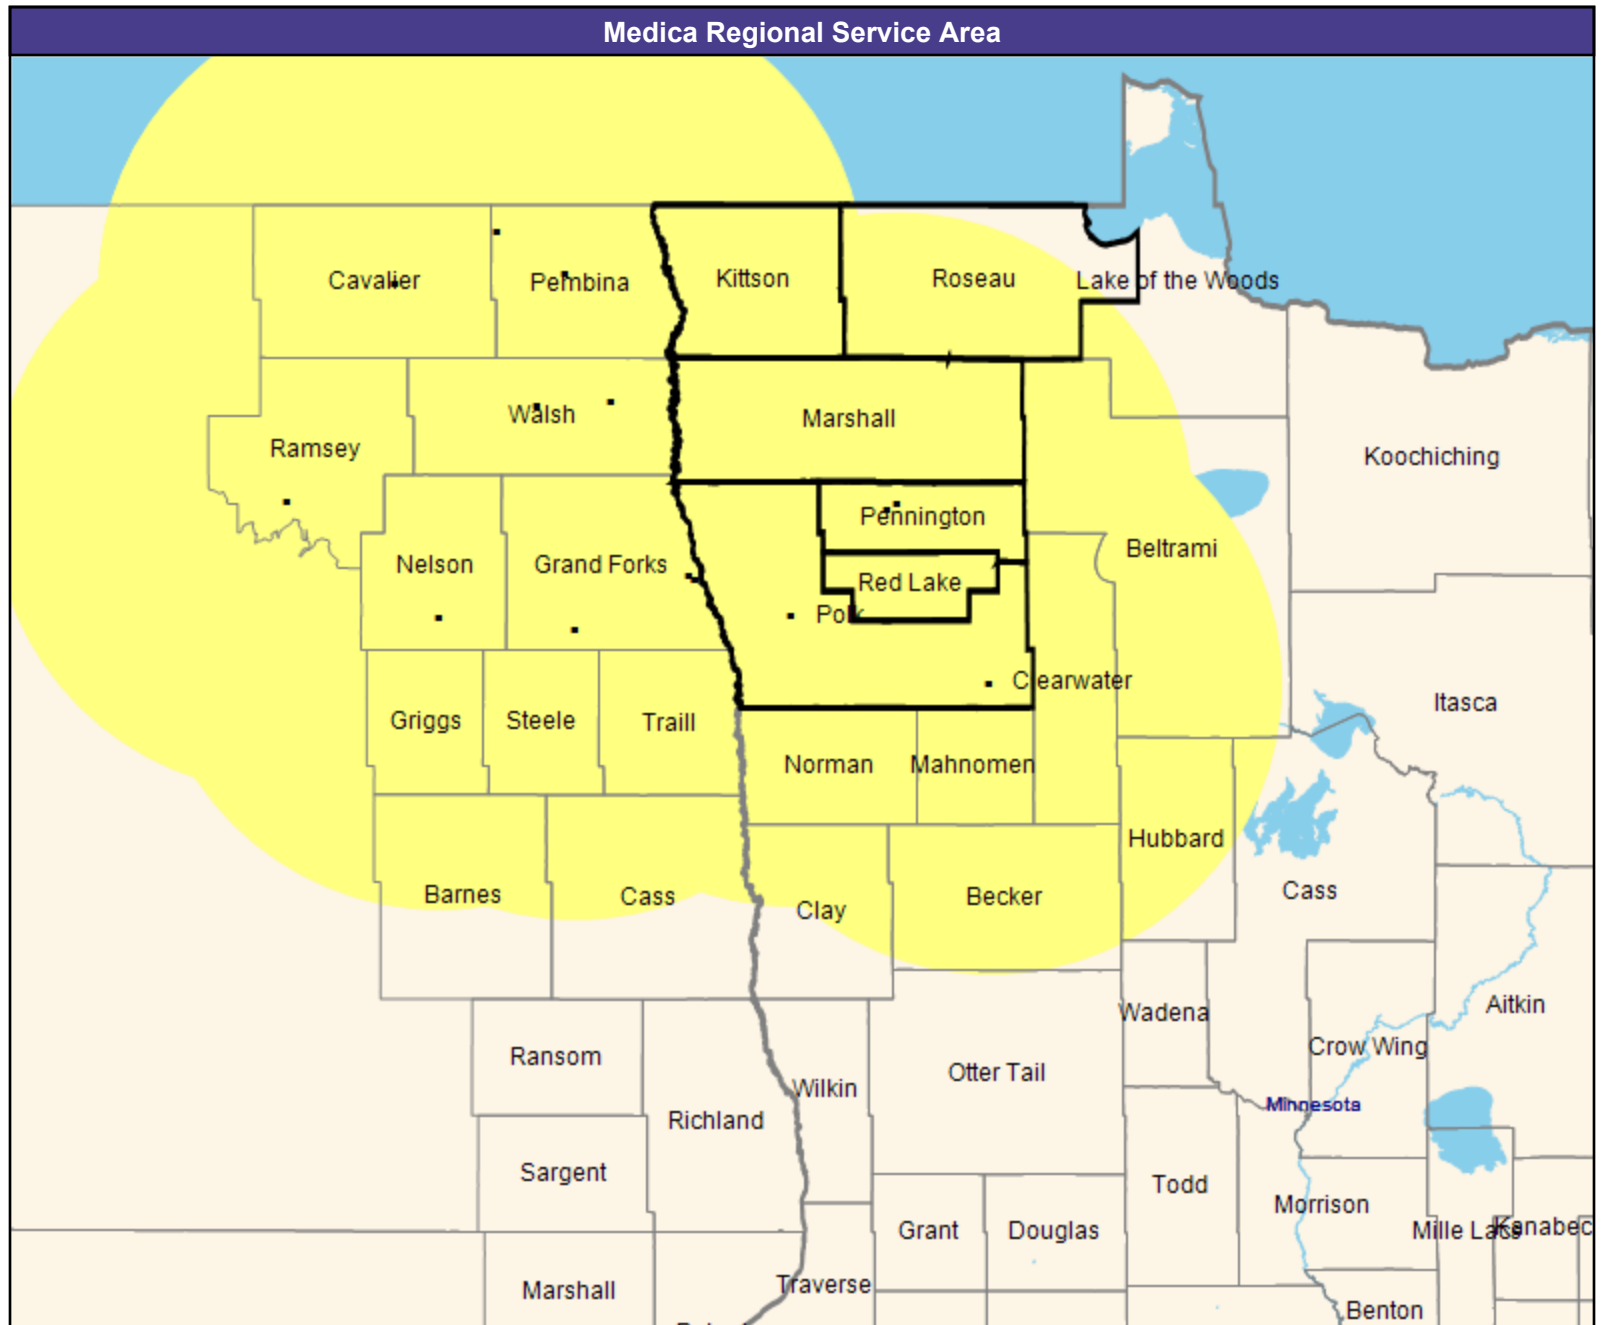 Medica Regional Service Area
Cavalier
Pembina
Kittson
Roseau
Lake of the Woods
Walsh
Marshall
Ramsey
Koochiching
Pennington
Beltrami
Nelson
Grand Forks
Red Lake
Polk
Clearwater
Itasca
Griggs
Steele
Traill
Norman
Mahnomen
Hubbard
Barnes
Cass
Clay
Becker
Cass
Aitkin
Wadena
Crow Wing
Ransom
Otter Tail
Wilkin
Minnesota
Richland
Sargent
Todd
Morrison
Grant
Douglas
Mille Lacs
Kanabec
Marshall
Traverse
Benton